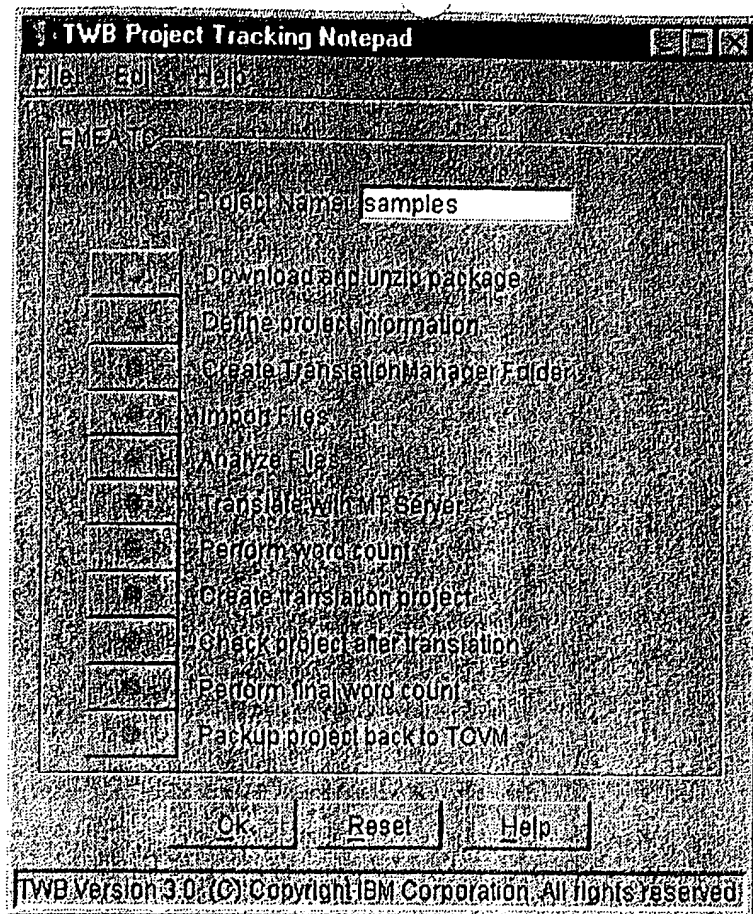 TWB Project Tracking Notepad
File Edit Help
EMEA TC
Project Name: samples
Download and unzip package
Define project information
Create TranslationManager Folder
Import Files
Analyze Files
Translate with MT Server
Perform word count
Create translation project
Check project after translation
Perform final word count
Packup project back to TCVM
Ok Reset Help
TWB Version 3.0, (C) Copyright IBM Corporation. All rights reserved.